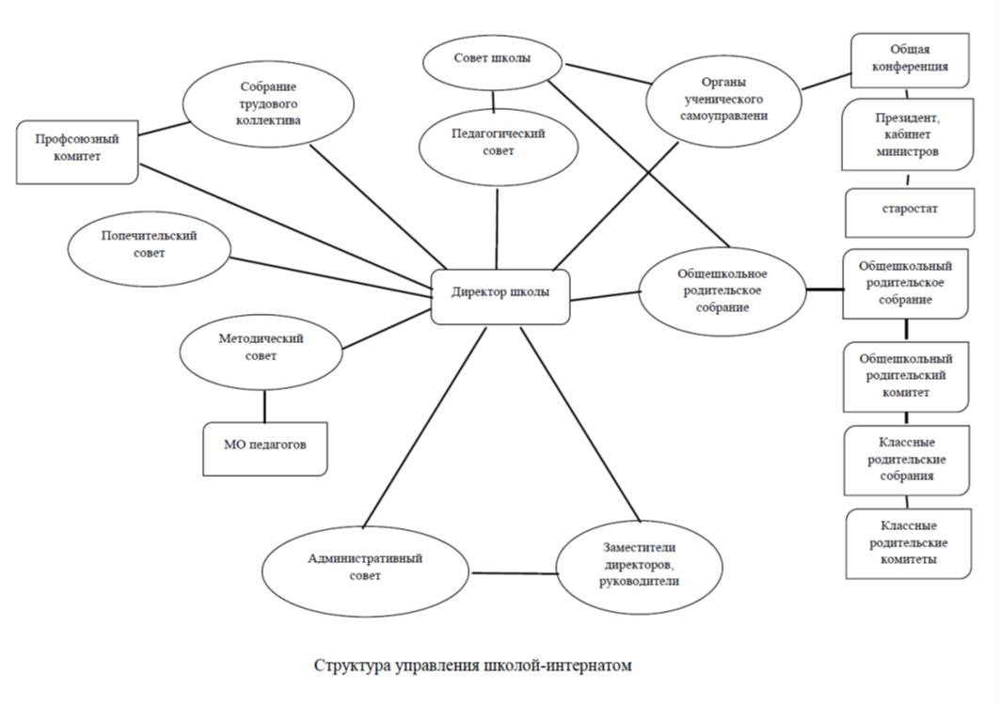 Совет школы
Общая
конференция
Собрание
трудового
коллектива
Органы
ученического
самоуправлени
Профсоюзный
комитет
Педагогический
совет
Президент,
кабинет
министров
старостат
Попечительский
совет
Директор школы
Общешкольное
родительское
собрание
Общешкольный
родительское
собрание
Методический
совет
Общешкольный
родительский
комитет
МО педагогов
Классные
родительские
собрания
Административный
совет
Заместители
директоров,
руководители
Классные
родительские
комитеты
Структура управления школой-интернатом